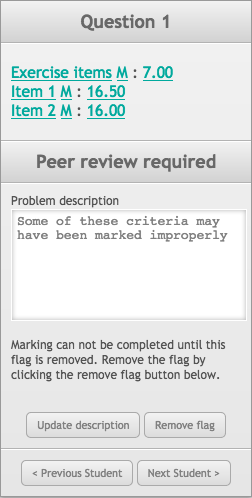 Question 1
Exercise items M : 7.00
Item 1 M : 16.50
Item 2 M : 16.00
Peer review required
Problem description
Some of these criteria may
have been marked improperly
Marking can not be completed until this
flag is removed. Remove the flag by
clicking the remove flag button below.
Update description Remove flag
< Previous Student Next Student >